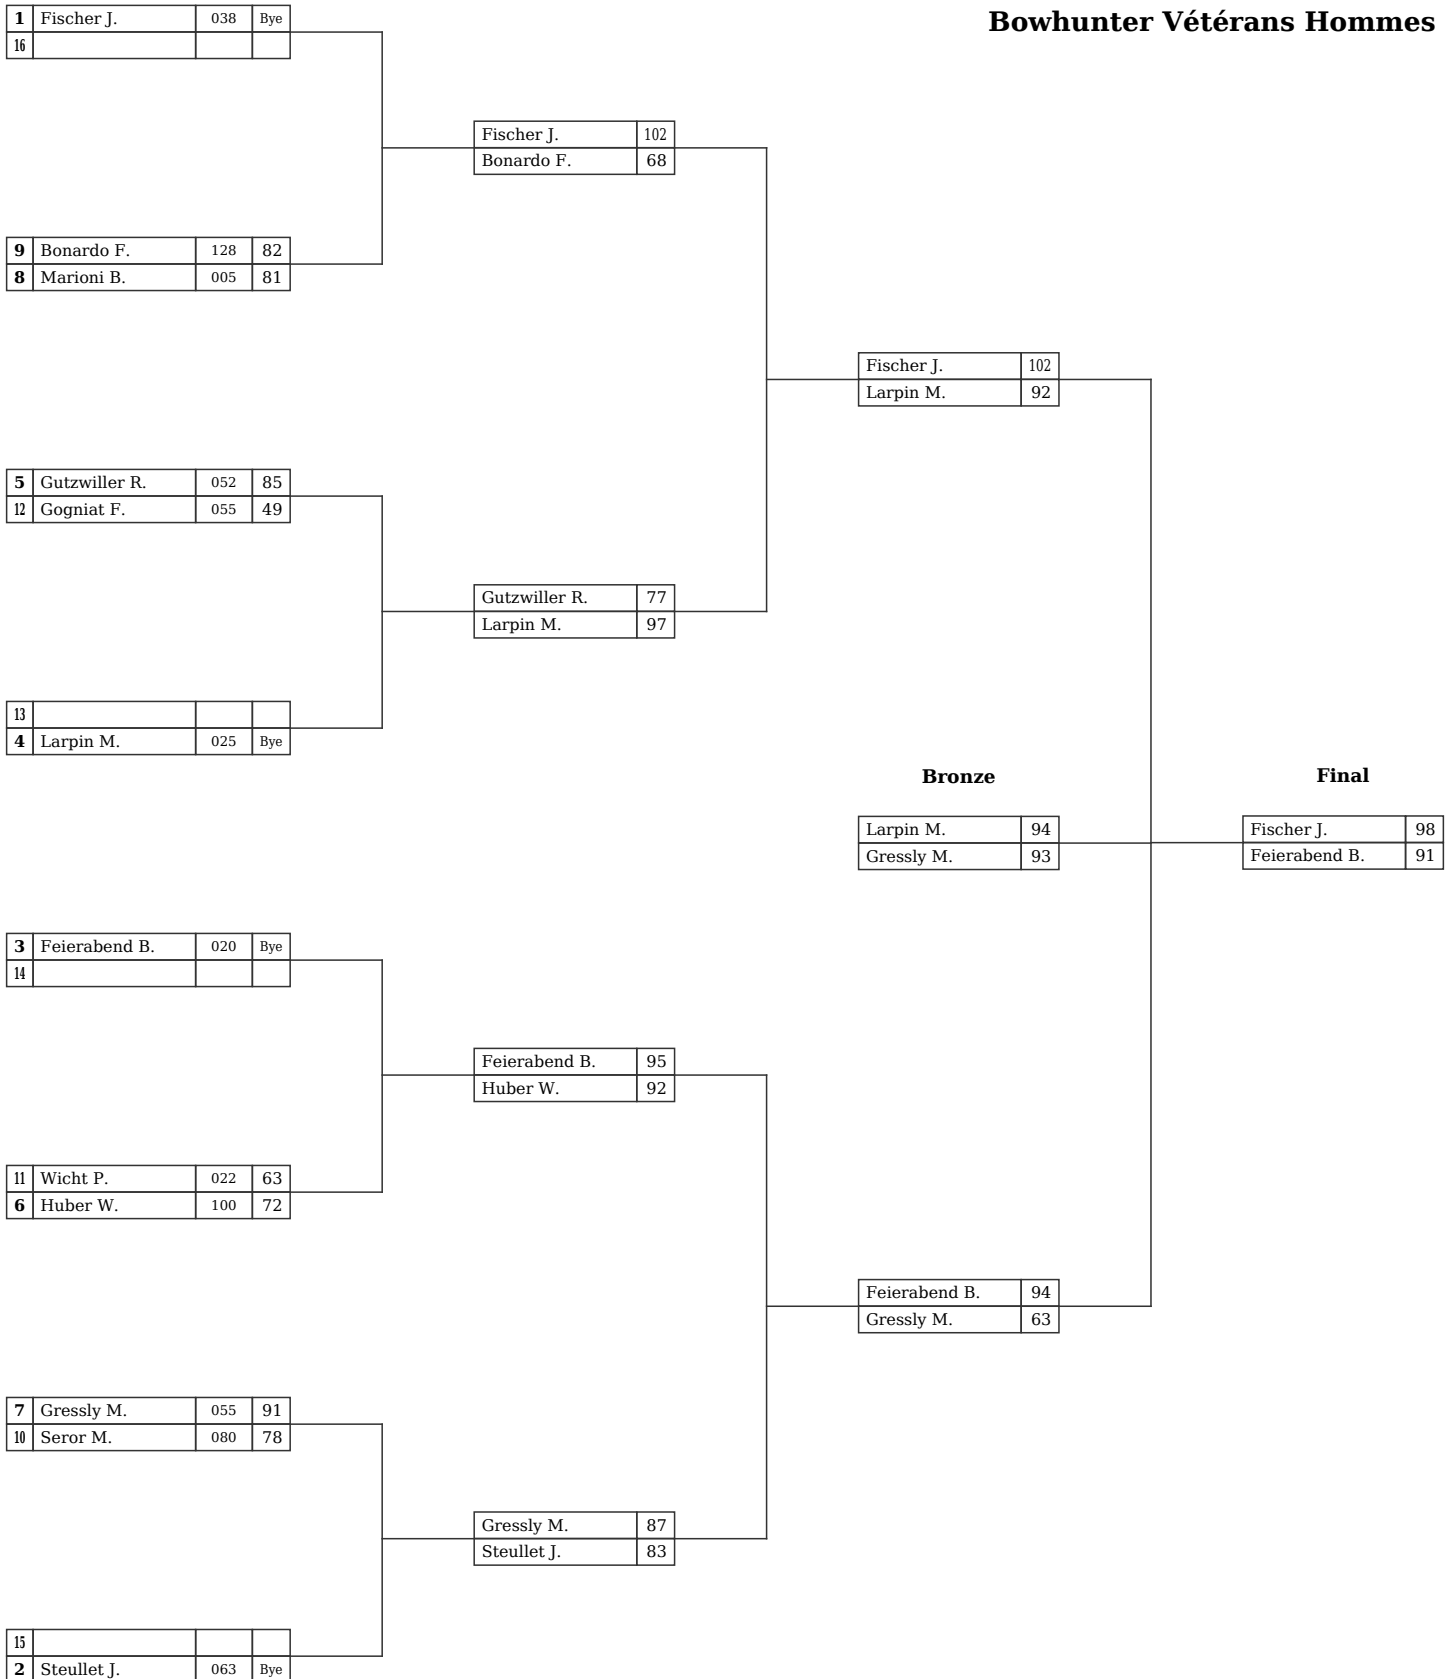 Bowhunter Vétérans Hommes
1 Fischer J. 038 Bye
16
Fischer J. 102
Bonardo F. 68
9 Bonardo F. 128 82
8 Marioni B. 005 81
Fischer J. 102
Larpin M. 92
5 Gutzwiller R. 052 85
12 Gogniat F. 055 49
Gutzwiller R. 77
Larpin M. 97
13
4 Larpin M. 025 Bye
Bronze
Final
Larpin M. 94
Gressly M. 93
Fischer J. 98
Feierabend B. 91
3 Feierabend B. 020 Bye
14
Feierabend B. 95
Huber W. 92
11 Wicht P. 022 63
6 Huber W. 100 72
Feierabend B. 94
Gressly M. 63
7 Gressly M. 055 91
10 Seror M. 080 78
Gressly M. 87
Steullet J. 83
15
2 Steullet J. 063 Bye